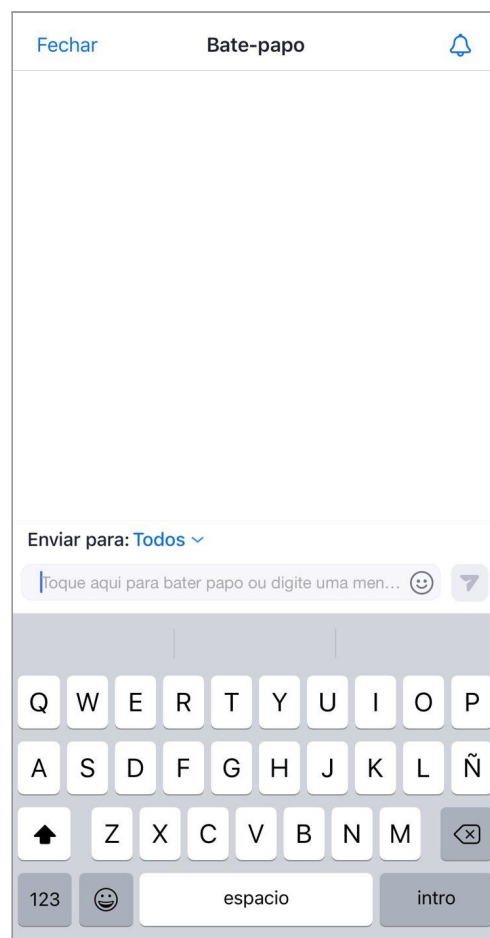 Fechar Bate-papo
Enviar para: Todos
Toque aqui para bater papo ou digite uma men...
Q W E R T Y U I O P
A S D F G H J K L Ñ
Z X C V B N M
123 espacio intro